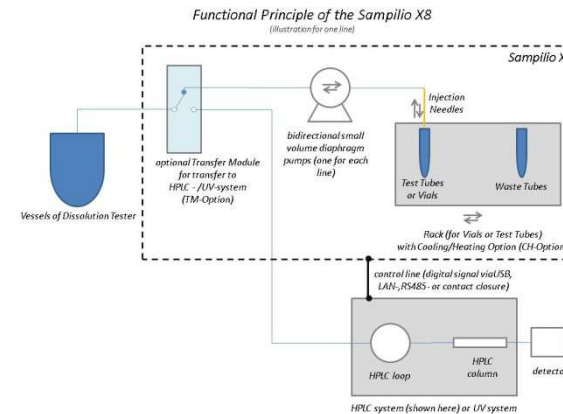 Functional Principle of the Sampilio X8
(illustration for one line)
Sampilio X
Injection
Needles
optional Transfer Module
for transfer to
HPLC - /UV-system
(TM-Option)
bidirectional small
volume diaphragm
pumps (one for each
line)
Test Tubes
or Vials
Waste Tubes
Vessels of Dissolution Tester
Rack (for Vials or Test Tubes)
with Cooling/Heating Option (CH-Option
control line (digital signal viaUSB,
LAN-,RS485- or contact closure)
HPLC loop
HPLC
column
detecto
HPLC system (shown here) or UV system